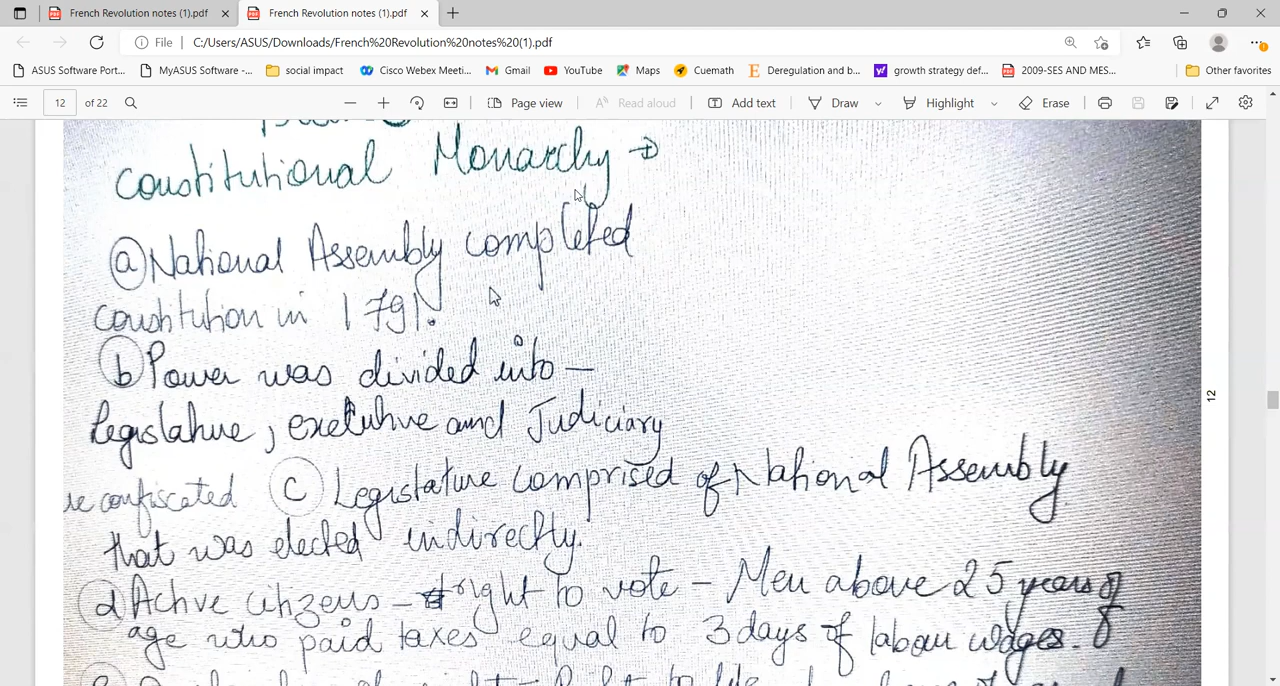 French Revolution notes (1).pdf
French Revolution notes (1).pdf
File
C:/Users/ASUS/Downloads/French%20Revolution%20notes%20(1).pdf
ASUS Software Port...
MyASUS Software -...
social impact
Cisco Webex Meeti...
Gmail
YouTube
Maps
Cuemath
Deregulation and b...
growth strategy def...
2009-SES AND MES...
Other favorites
12 of 22
Page view
Read aloud
Add text
Draw
Highlight
Erase
Constitutional Monarchy →
(a) National Assembly completed
constitution in 1791.
(b) Power was divided into —
legislature, executive and Judiciary
re confiscated
(c) Legislature comprised of National Assembly
that was elected indirectly.
(d) Active citizens - right to vote - Men above 25 years of
age who paid taxes equal to 3 days of labour wages.
12